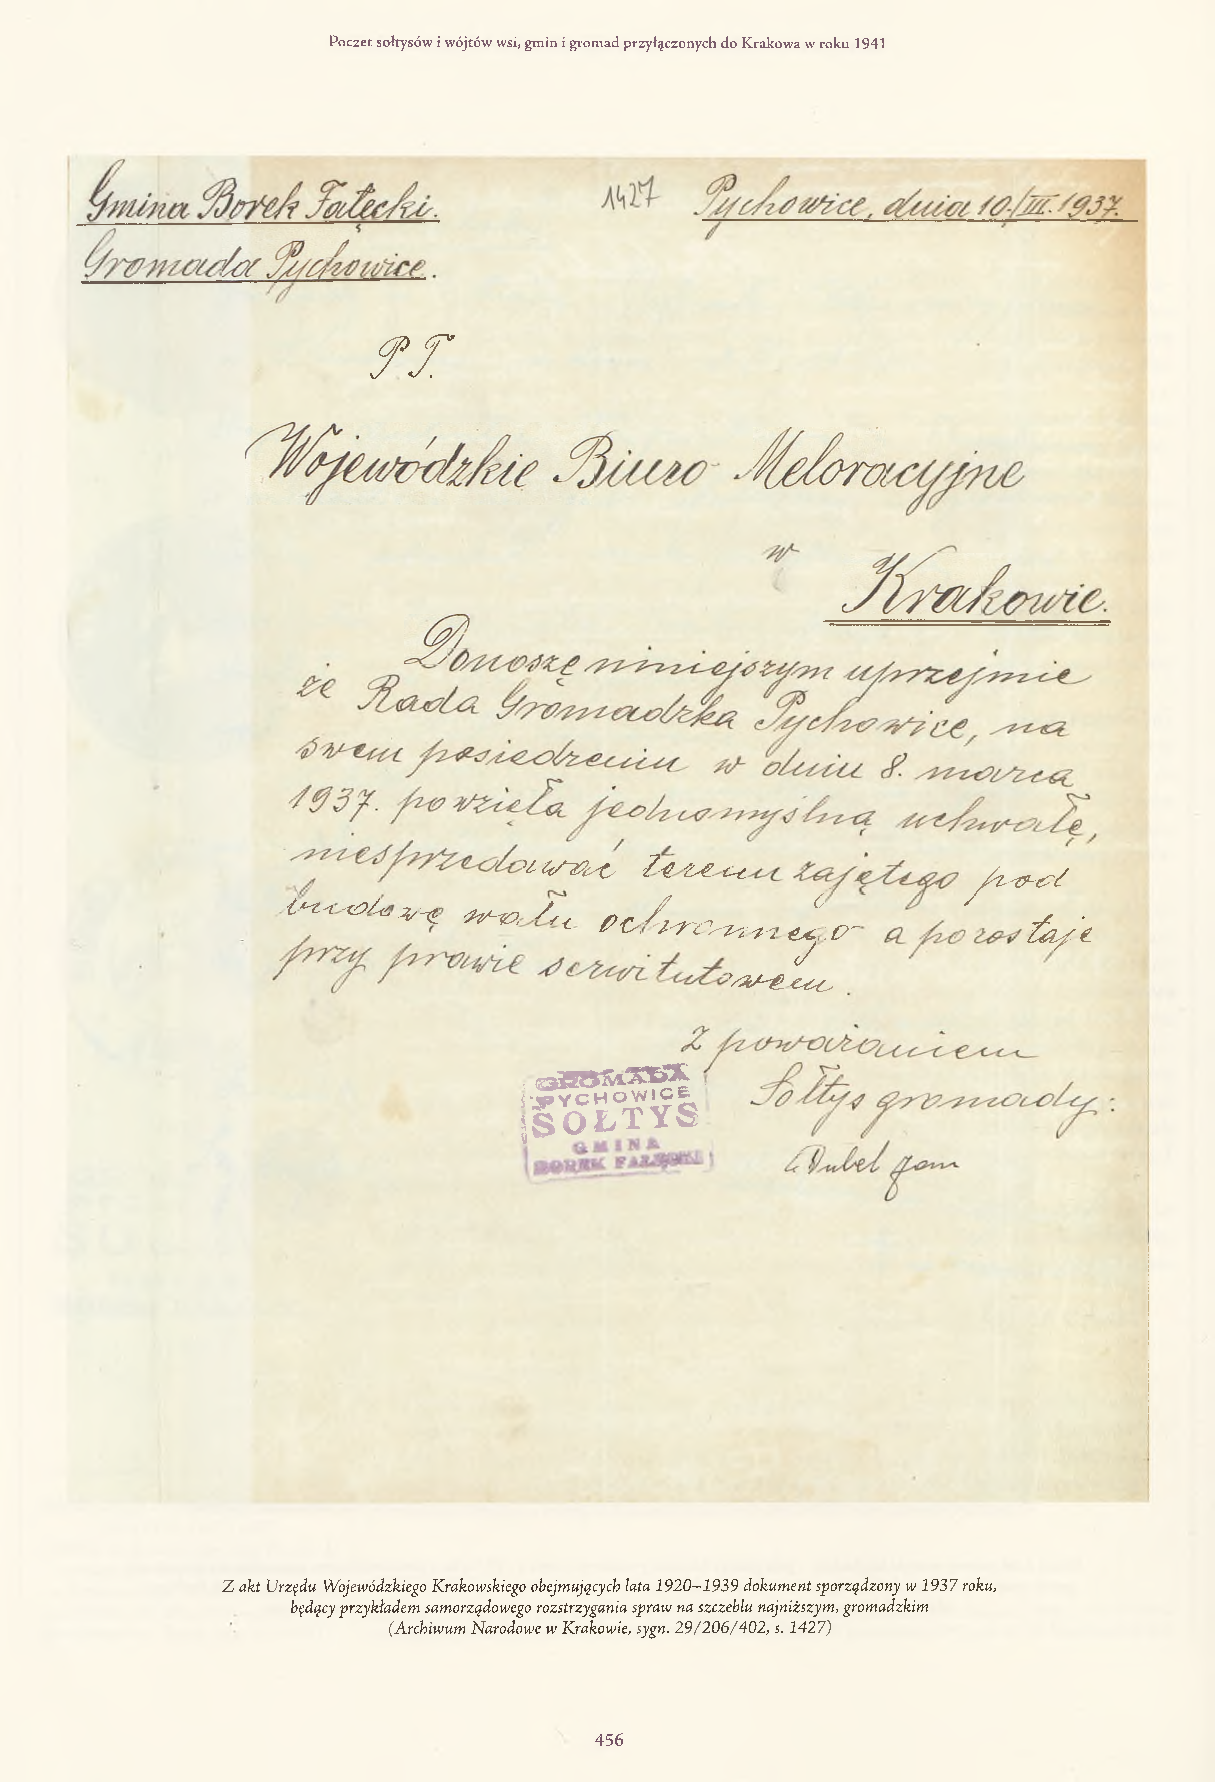 Poczet sołtysów i wójtów wsi, gmin i gromad przyłączonych do Krakowa w roku 1941
Gmina Borek Fałęcki. 1427 Pychowice, dnia 10./III. 1937.
Gromada Pychowice.
P T.
Wojewódzkie Biuro Meloracyjne
w
Krakowie.
Donoszę niniejszym uprzejmie
że Rada Gromadzka Pychowice, na
swem posiedzeniu w dniu 8. marca
1937. powzięła jednomyślną uchwałę,
niesprzedawać terenu zajętego pod
budowę wału ochronnego a pozostaje
przy prawie serwitutowem.
Z poważaniem
Sołtys gromady:
GROMADA
PYCHOWICE
SOŁTYS
GMINA
BOREK FAŁĘCKI
Dubel Jan
Z akt Urzędu Wojewódzkiego Krakowskiego obejmujących lata 1920–1939 dokument sporządzony w 1937 roku,
będący przykładem samorządowego rozstrzygania spraw na szczeblu najniższym, gromadzkim
(Archiwum Narodowe w Krakowie, sygn. 29/206/402, s. 1427)
456